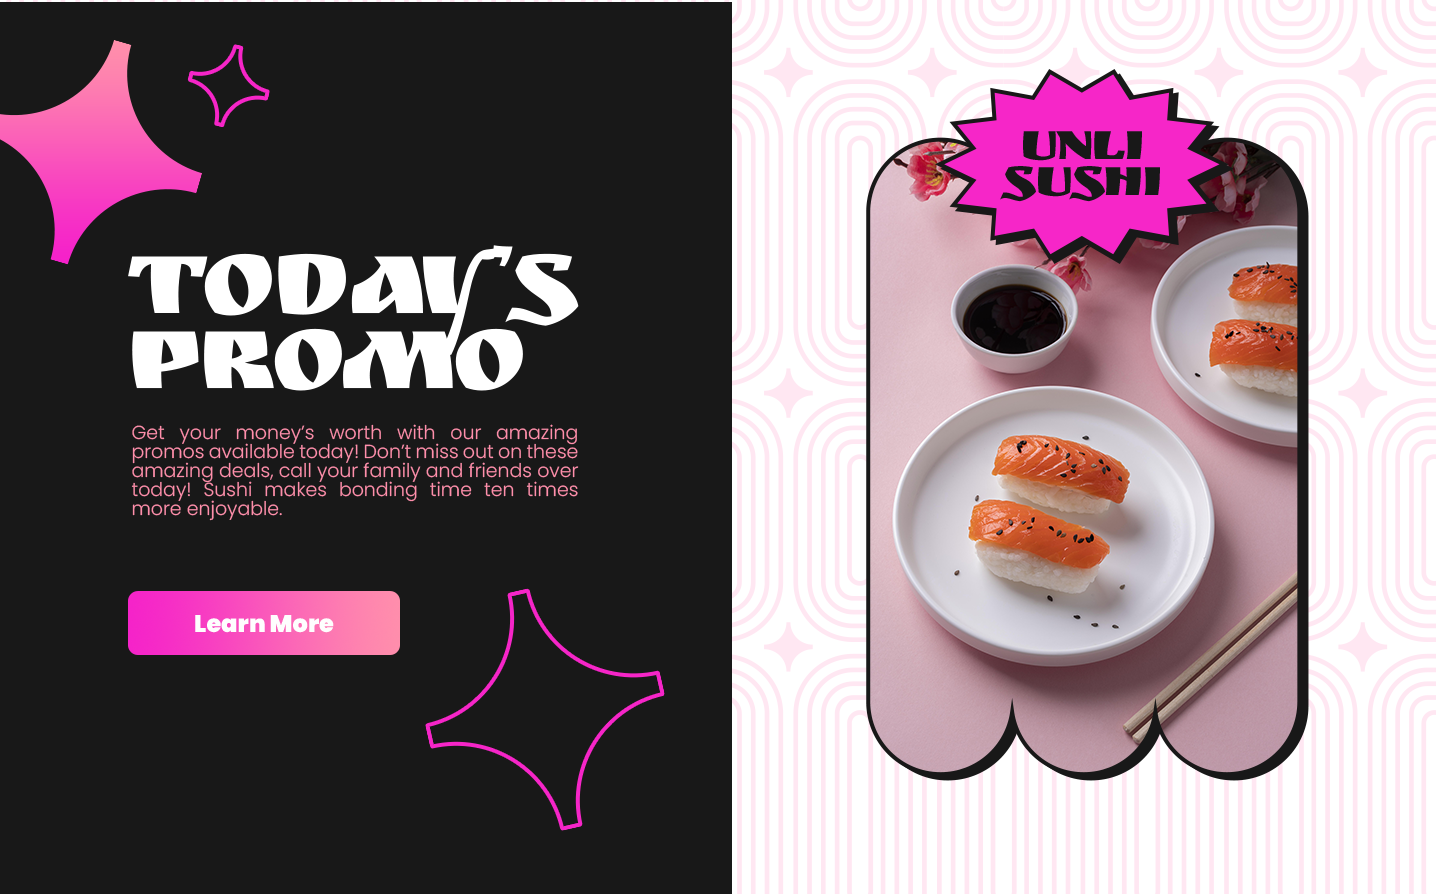 TODAY'S
PROMO
Get your money's worth with our amazing
promos available today! Don't miss out on these
amazing deals, call your family and friends over
today! Sushi makes bonding time ten times
more enjoyable.
Learn More
UNLI
SUSHI